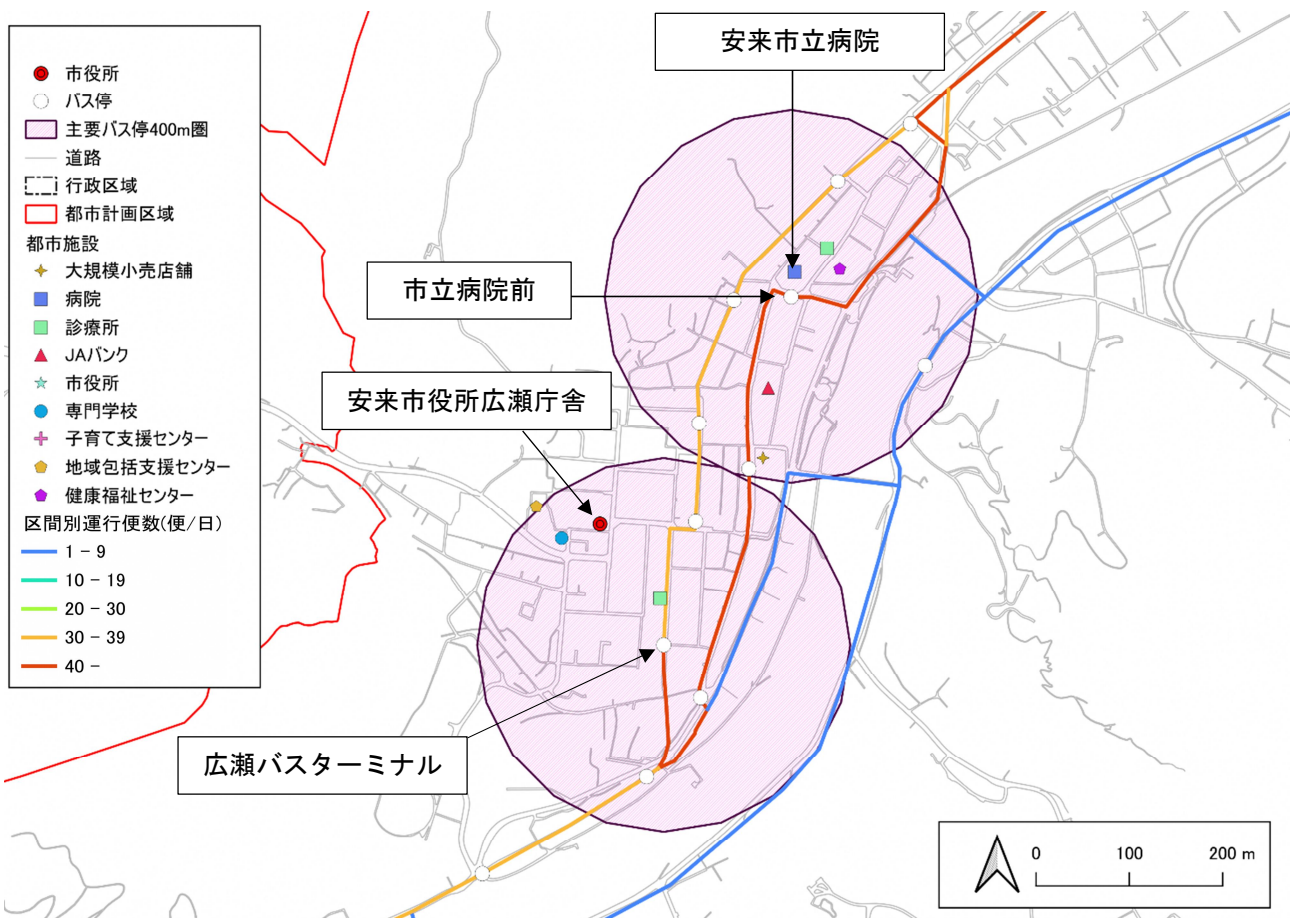 安来市立病院
市役所
バス停
主要バス停400m圏
道路
行政区域
都市計画区域
都市施設
大規模小売店舗
病院
診療所
JAバンク
市役所
専門学校
子育て支援センター
地域包括支援センター
健康福祉センター
区間別運行便数(便/日)
1 - 9
10 - 19
20 - 30
30 - 39
40 -
市立病院前
安来市役所広瀬庁舎
広瀬バスターミナル
0 100 200 m